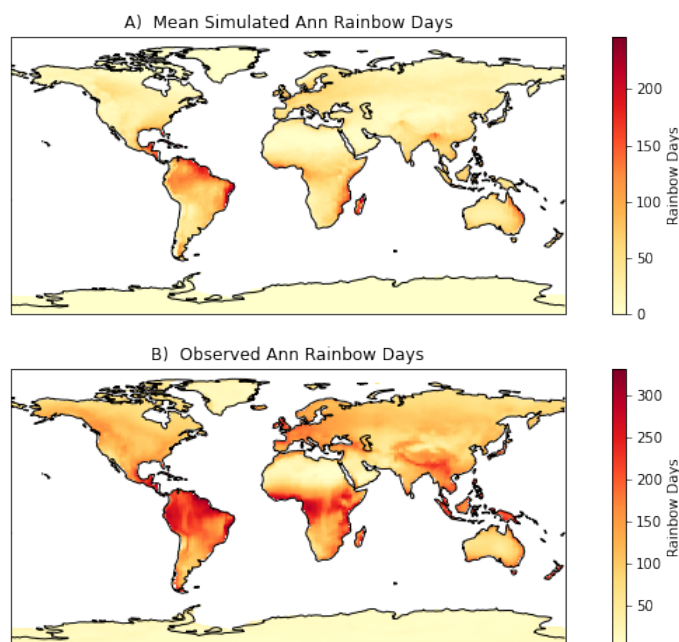 A)  Mean Simulated Ann Rainbow Days
200
150
100
50
0
Rainbow Days
B)  Observed Ann Rainbow Days
300
250
200
150
100
50
Rainbow Days